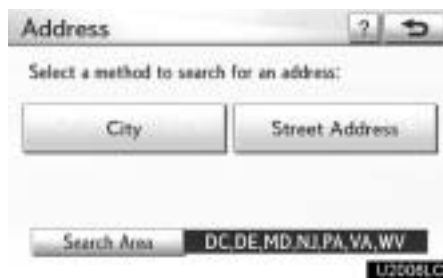 Address ?
Select a method to search for an address:
City Street Address
Search Area DC,DE,MD,NJ,PA,VA,WV
U2008LC